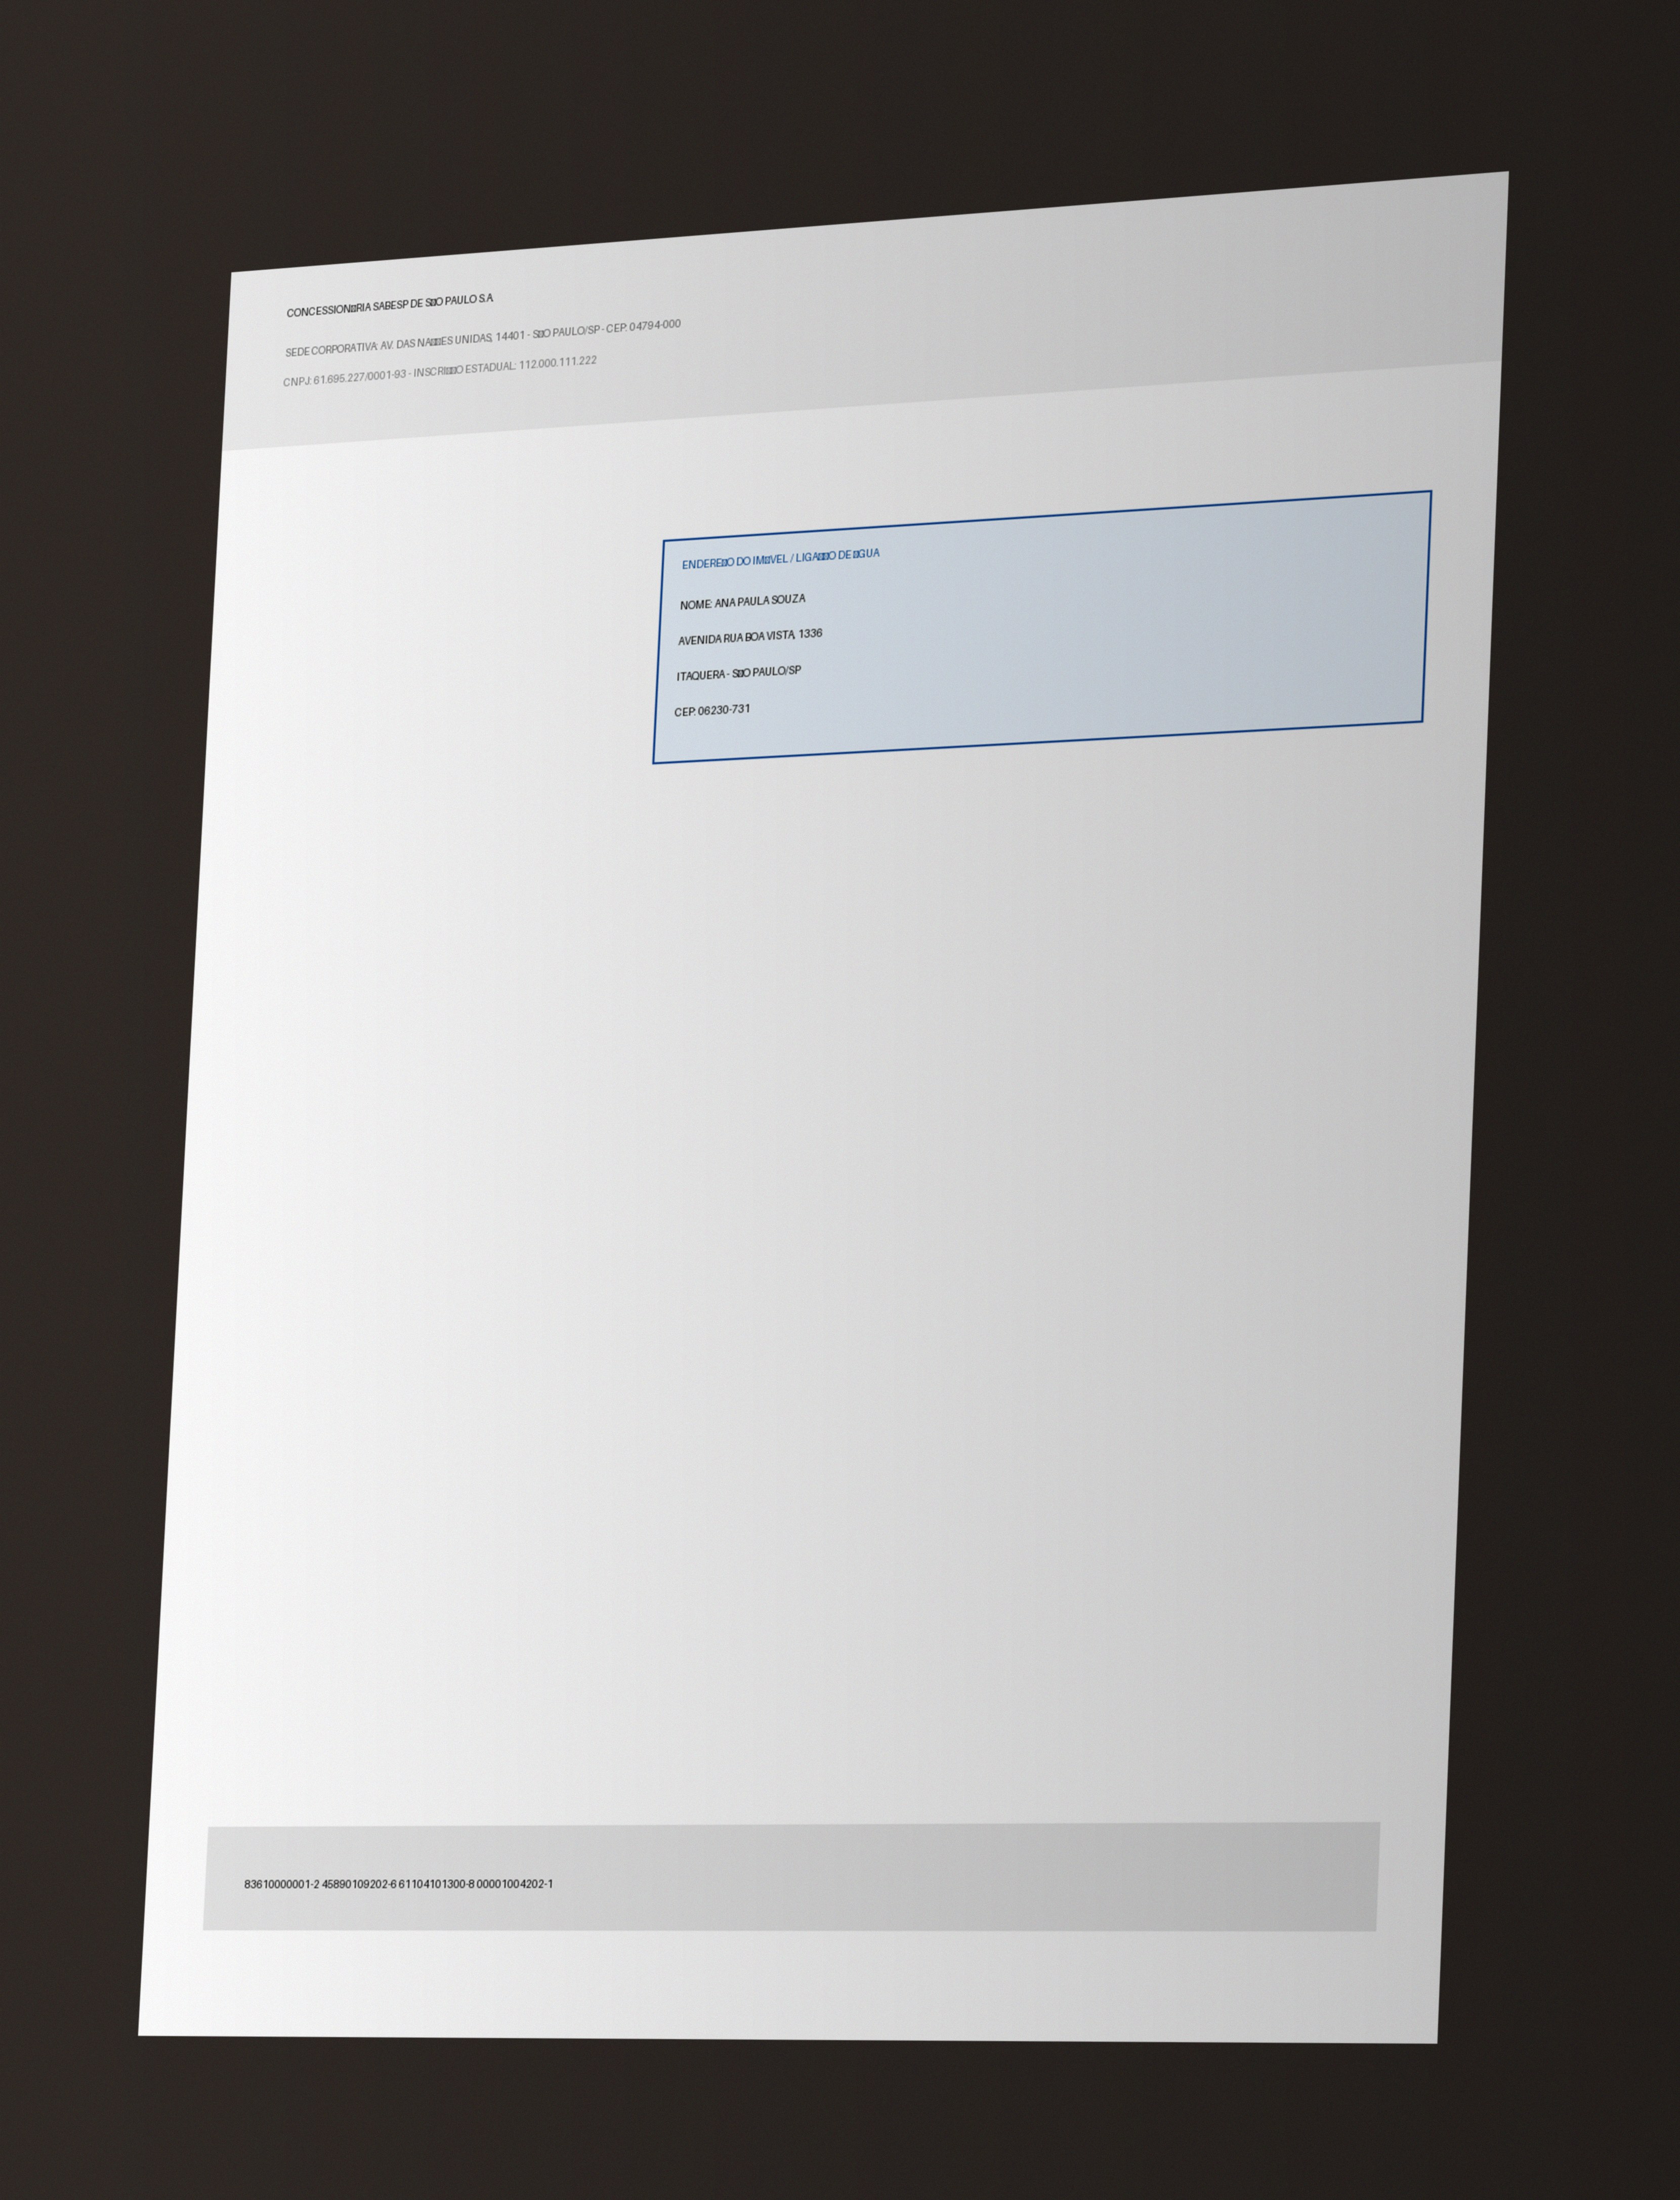 CONCESSION□RIA SABESP DE S□O PAULO S.A.
SEDE CORPORATIVA: AV. DAS NA□□ES UNIDAS, 14401 - S□O PAULO/SP - CEP: 04794-000
CNPJ: 61.695.227/0001-93 - INSCRI□□O ESTADUAL: 112.000.111.222
ENDERE□O DO IM□VEL / LIGA□□O DE □GUA
NOME: ANA PAULA SOUZA
AVENIDA RUA BOA VISTA, 1336
ITAQUERA - S□O PAULO/SP
CEP: 06230-731
83610000001-2 45890109202-6 61104101300-8 00001004202-1